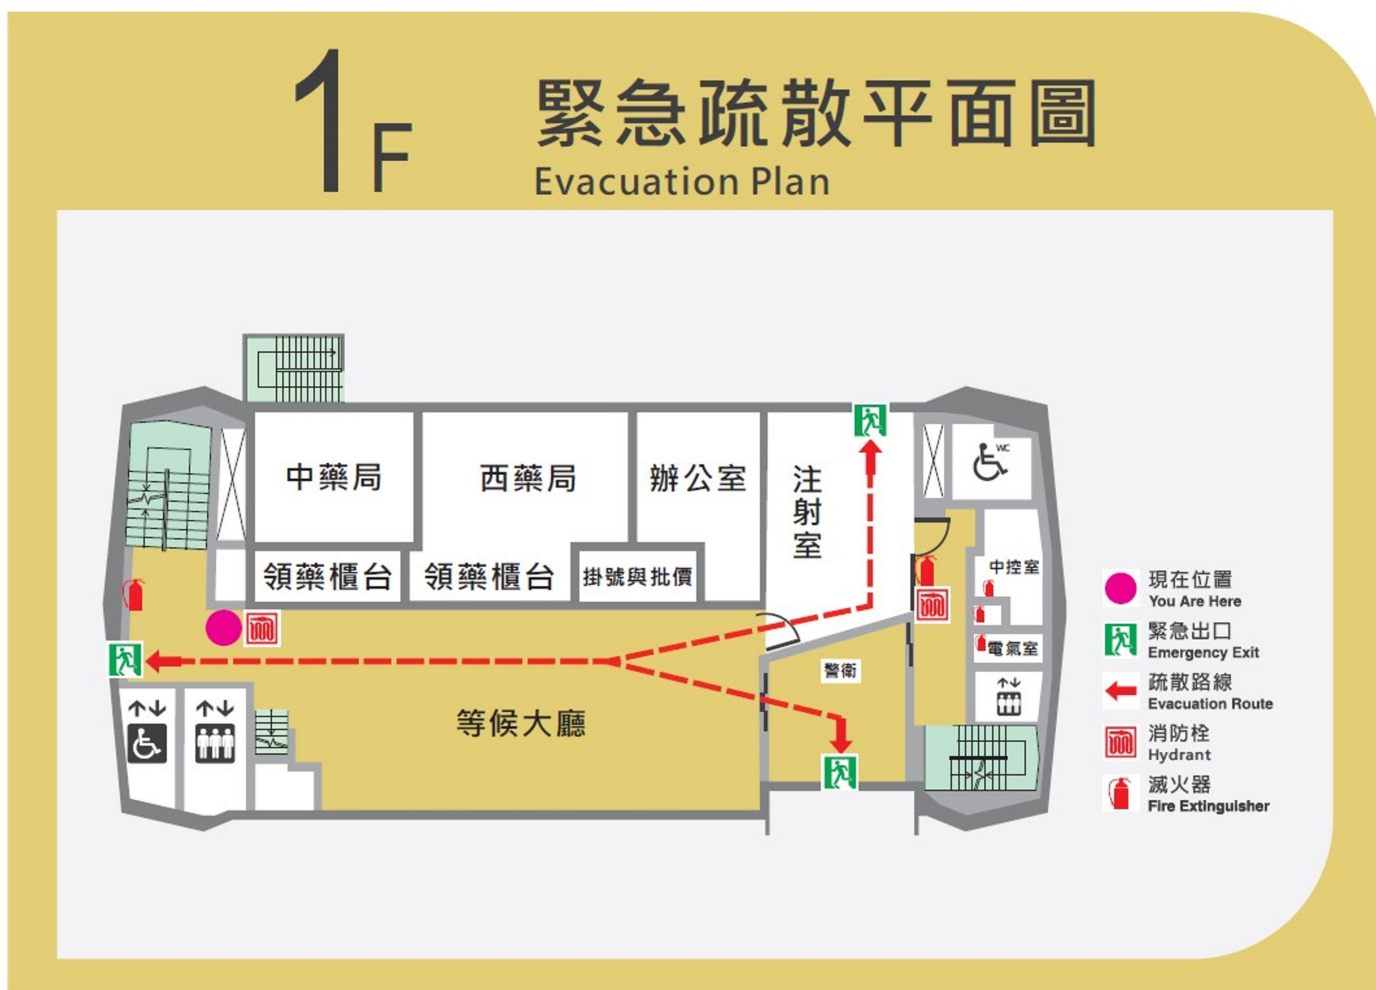 1F
緊急疏散平面圖
Evacuation Plan
中藥局
西藥局
辦公室
注射室
WC
領藥櫃台
領藥櫃台
掛號與批價
中控室
電氣室
警衛
等候大廳
現在位置
You Are Here
緊急出口
Emergency Exit
疏散路線
Evacuation Route
消防栓
Hydrant
滅火器
Fire Extinguisher